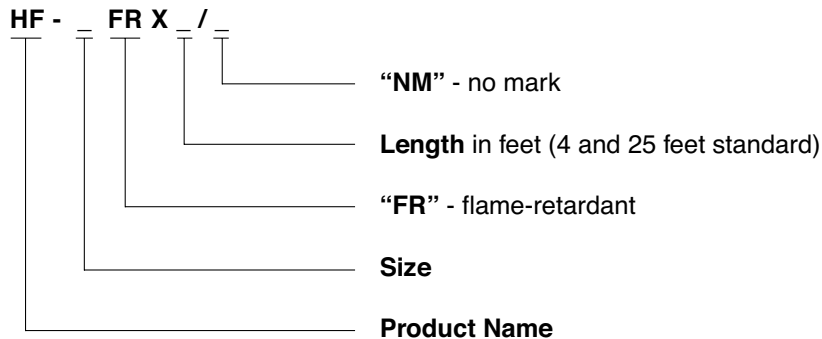 HF - _ FR X _ / _
“NM” - no mark
Length in feet (4 and 25 feet standard)
“FR” - flame-retardant
Size
Product Name